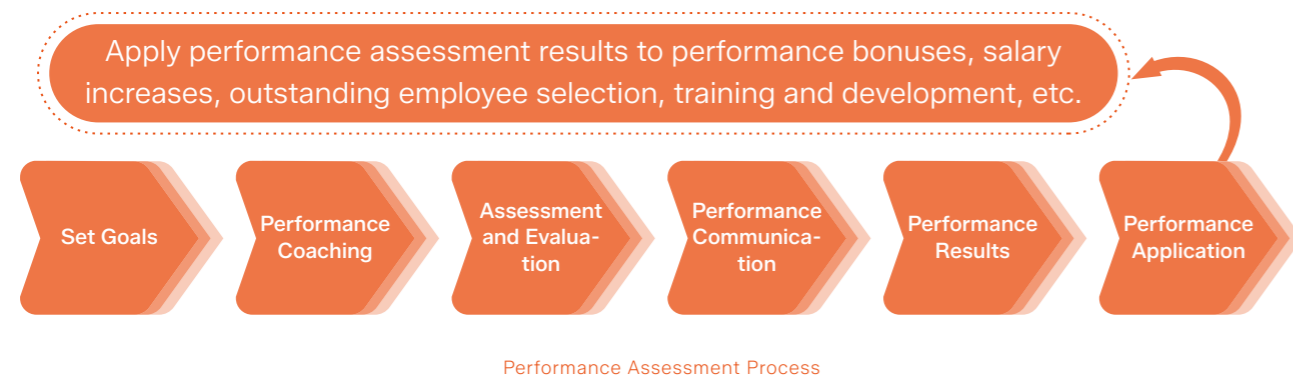 Apply performance assessment results to performance bonuses, salary
increases, outstanding employee selection, training and development, etc.
Set Goals
Performance
Coaching
Assessment
and Evalua-
tion
Performance
Communica-
tion
Performance
Results
Performance
Application
Performance Assessment Process